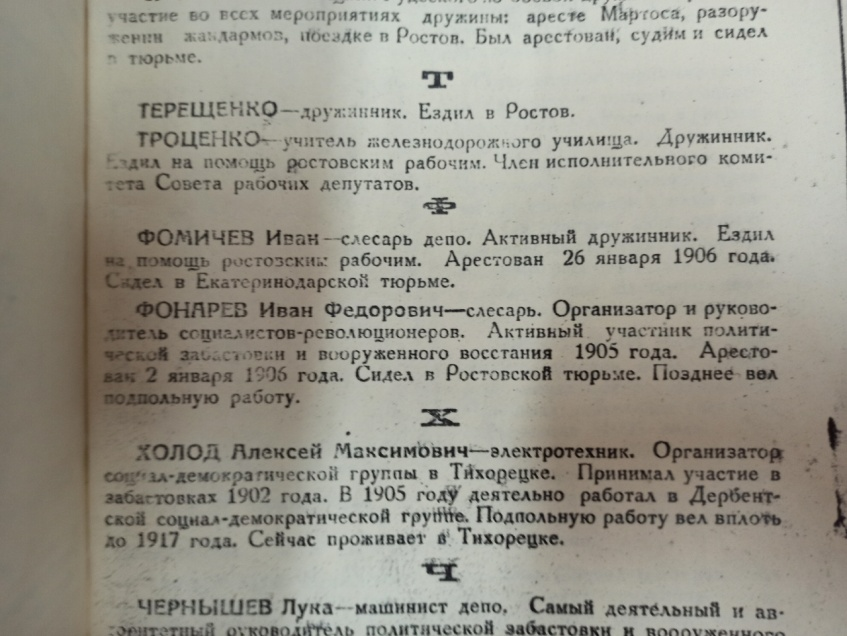 участие во всех мероприятиях дружины: аресте Мартоса, разору-
жении жандармов, поездке в Ростов. Был арестован, судим и сидел
в тюрьме.
Т
ТЕРЕЩЕНКО—дружинник. Ездил в Ростов.
ТРОЦЕНКО—учитель железнодорожного училища. Дружинник.
Ездил на помощь ростовским рабочим. Член исполнительного коми-
тета Совета рабочих депутатов.
Ф
ФОМИЧЕВ Иван—слесарь депо. Активный дружинник. Ездил
на помощь ростовским рабочим. Арестован 26 января 1906 года.
Сидел в Екатеринодарской тюрьме.
ФОНАРЕВ Иван Федорович—слесарь. Организатор и руково-
дитель социалистов-революционеров. Активный участник полити-
ческой забастовки и вооруженного восстания 1905 года. Аресто-
ван 2 января 1906 года. Сидел в Ростовской тюрьме. Позднее вел
подпольную работу.
Х
ХОЛОД Алексей Максимович—электротехник. Организатор
социал-демократической группы в Тихорецке. Принимал участие в
забастовках 1902 года. В 1905 году деятельно работал в Дербент-
ской социал-демократической группе. Подпольную работу вел вплоть
до 1917 года. Сейчас проживает в Тихорецке.
Ч
ЧЕРНЫШЕВ Лука—машинист депо. Самый деятельный и ав-
торитетный руководитель политической забастовки и вооруженного